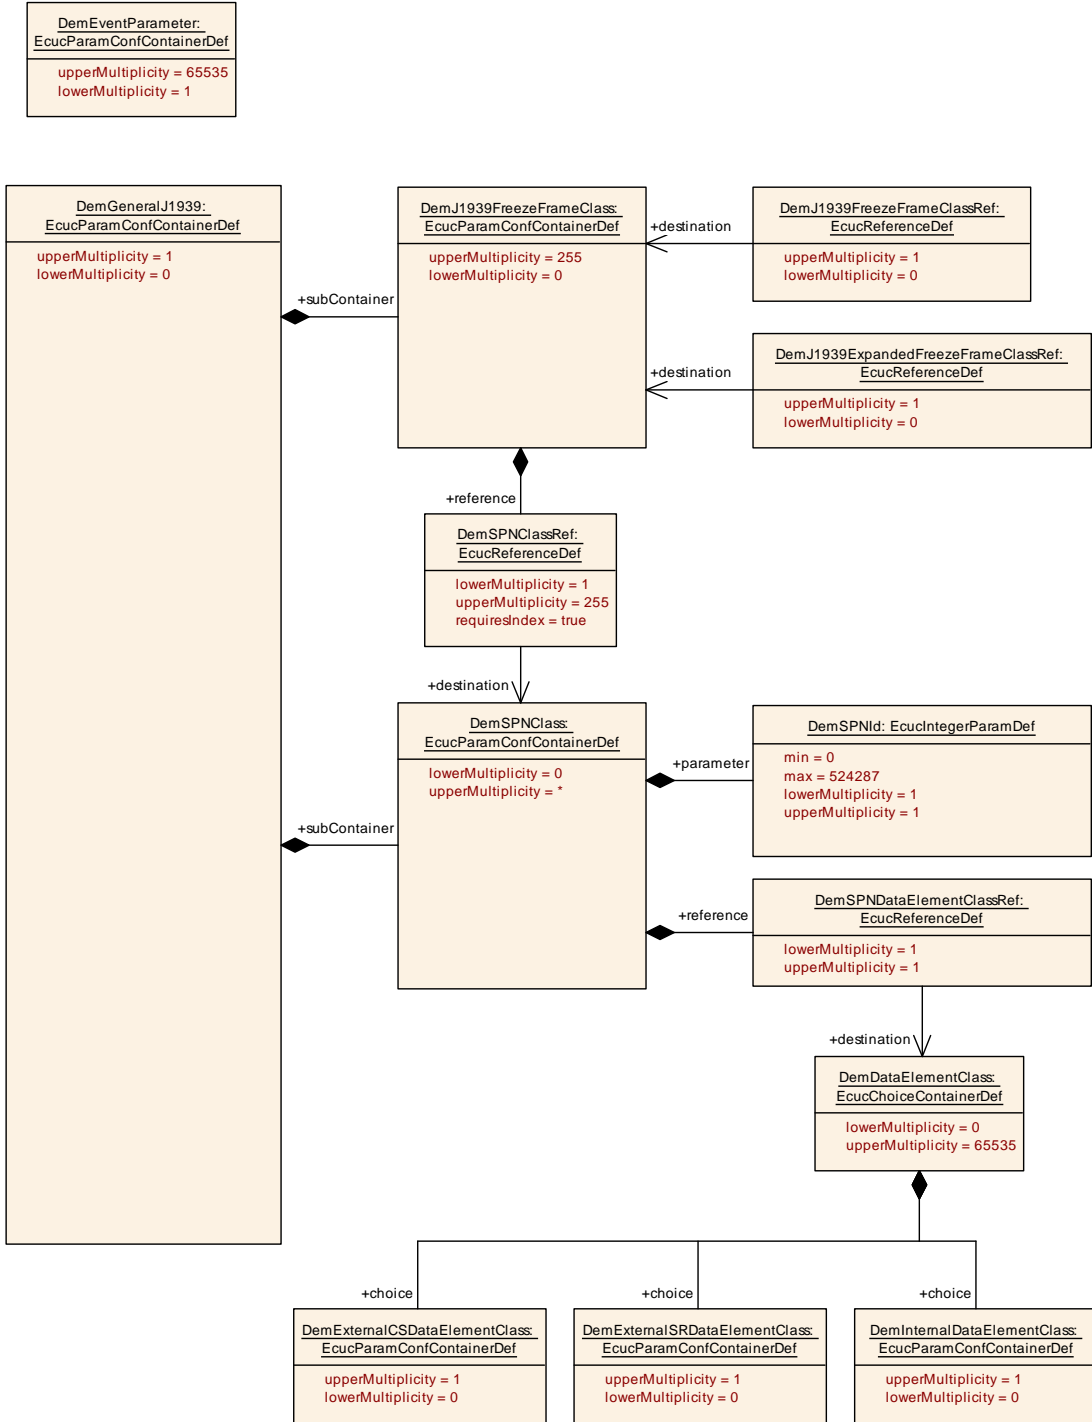 DemEventParameter:
EcucParamConfContainerDef
upperMultiplicity = 65535
lowerMultiplicity = 1
DemGeneralJ1939:
EcucParamConfContainerDef
upperMultiplicity = 1
lowerMultiplicity = 0
+subContainer
DemJ1939FreezeFrameClass:
EcucParamConfContainerDef
upperMultiplicity = 255
lowerMultiplicity = 0
+destination
DemJ1939FreezeFrameClassRef:
EcucReferenceDef
upperMultiplicity = 1
lowerMultiplicity = 0
+destination
DemJ1939ExpandedFreezeFrameClassRef:
EcucReferenceDef
upperMultiplicity = 1
lowerMultiplicity = 0
+reference
DemSPNClassRef:
EcucReferenceDef
lowerMultiplicity = 1
upperMultiplicity = 255
requiresIndex = true
+destination
DemSPNClass:
EcucParamConfContainerDef
lowerMultiplicity = 0
upperMultiplicity = *
+subContainer
+parameter
DemSPNId: EcucIntegerParamDef
min = 0
max = 524287
lowerMultiplicity = 1
upperMultiplicity = 1
+reference
DemSPNDataElementClassRef:
EcucReferenceDef
lowerMultiplicity = 1
upperMultiplicity = 1
+destination
DemDataElementClass:
EcucChoiceContainerDef
lowerMultiplicity = 0
upperMultiplicity = 65535
+choice
+choice
+choice
DemExternalCSDataElementClass:
EcucParamConfContainerDef
upperMultiplicity = 1
lowerMultiplicity = 0
DemExternalSRDataElementClass:
EcucParamConfContainerDef
upperMultiplicity = 1
lowerMultiplicity = 0
DemInternalDataElementClass:
EcucParamConfContainerDef
upperMultiplicity = 1
lowerMultiplicity = 0